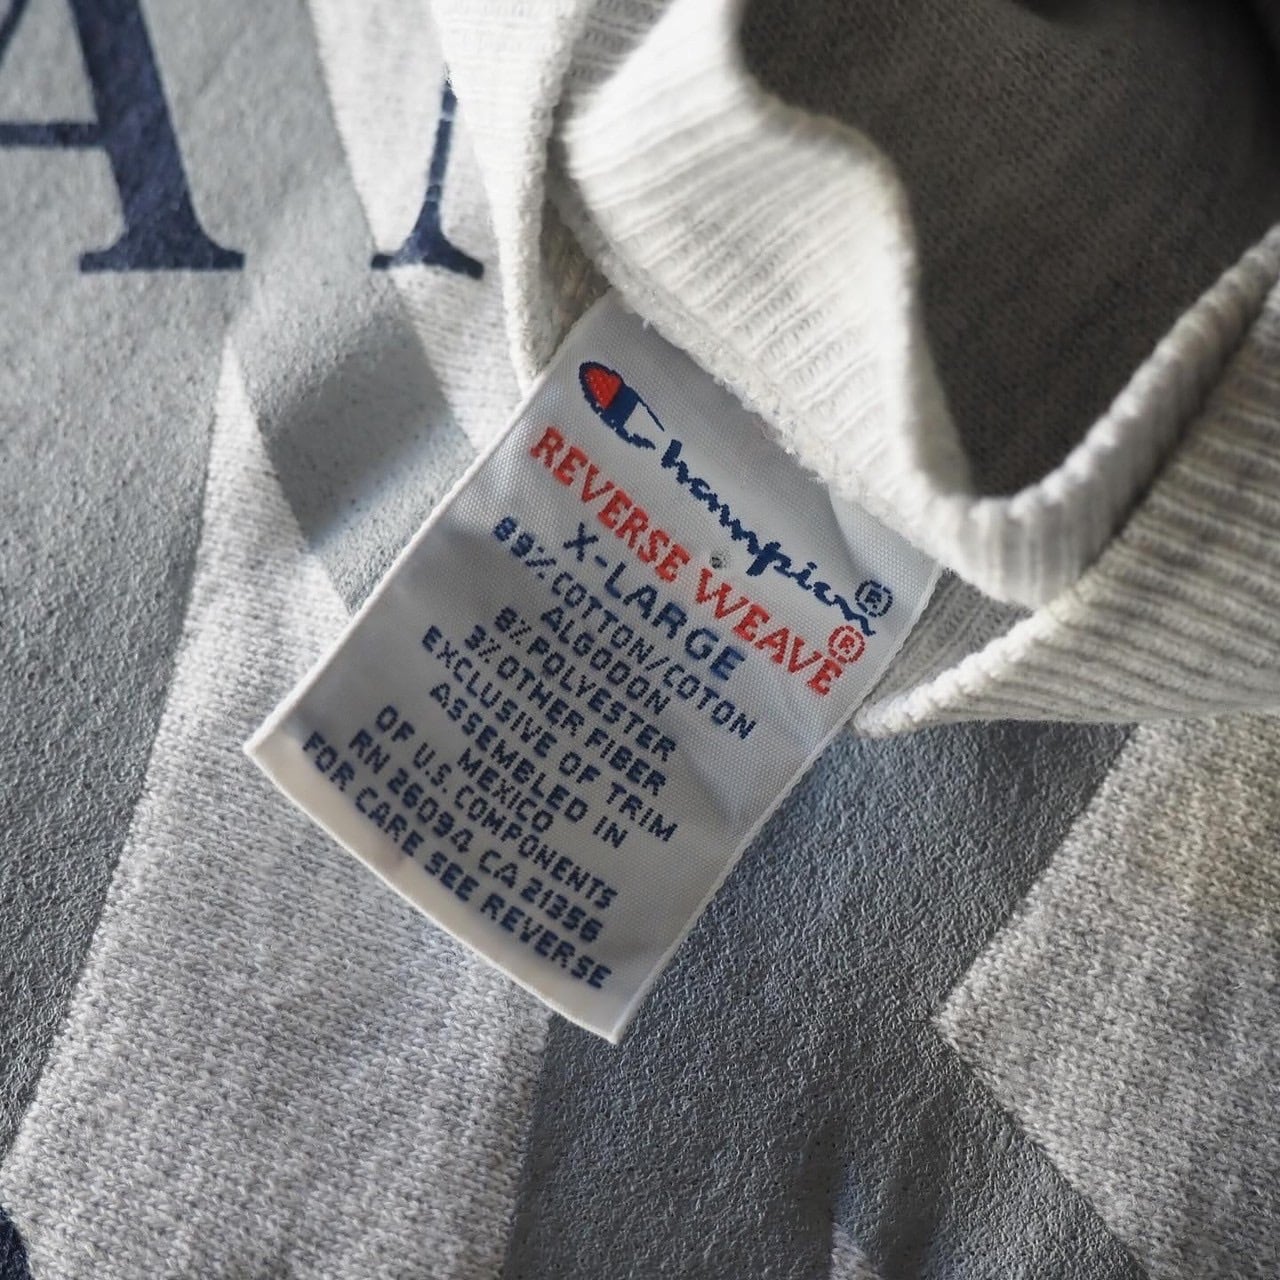 A
Champion®
REVERSE WEAVE®
X-LARGE
89% COTTON/COTON
ALGODON
8% POLYESTER
3% OTHER FIBER
EXCLUSIVE OF TRIM
ASSEMBLED IN
MEXICO
OF U.S. COMPONENTS
RN 26094 CA 21356
FOR CARE SEE REVERSE